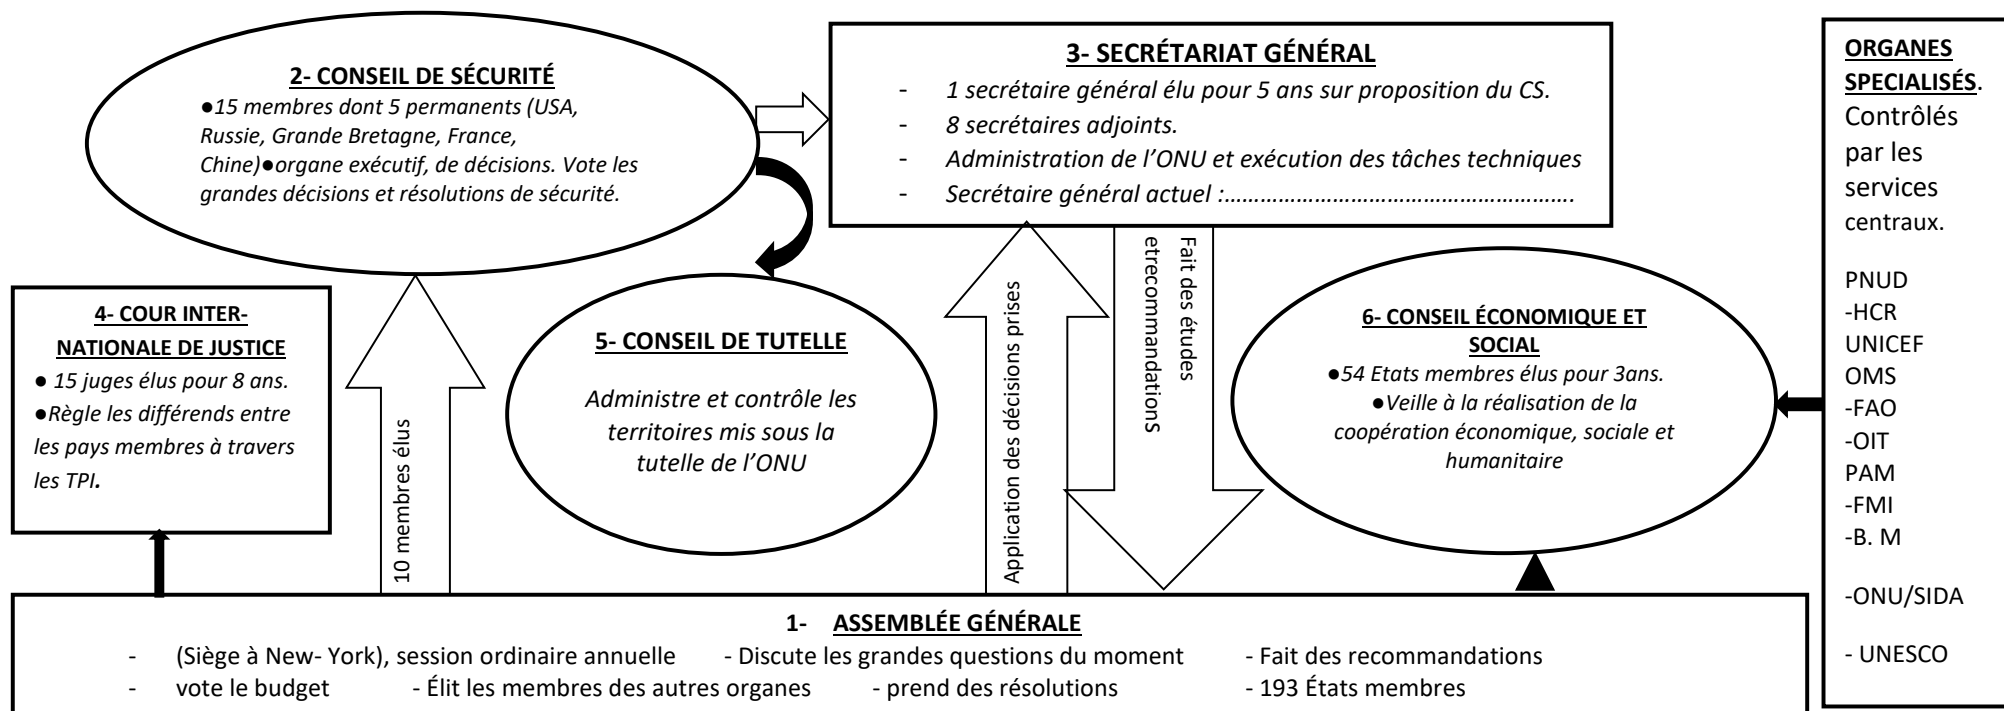 2- CONSEIL DE SÉCURITÉ
●15 membres dont 5 permanents (USA,
Russie, Grande Bretagne, France,
Chine)●organe exécutif, de décisions. Vote les
grandes décisions et résolutions de sécurité.
3- SECRÉTARIAT GÉNÉRAL
- 1 secrétaire général élu pour 5 ans sur proposition du CS.
- 8 secrétaires adjoints.
- Administration de l’ONU et exécution des tâches techniques
- Secrétaire général actuel :……………………………………………….
ORGANES
SPECIALISÉS.
Contrôlés
par les
services
centraux.
PNUD
-HCR
UNICEF
OMS
-FAO
-OIT
PAM
-FMI
-B. M
-ONU/SIDA
- UNESCO
4- COUR INTER-
NATIONALE DE JUSTICE
● 15 juges élus pour 8 ans.
●Règle les différends entre
les pays membres à travers
les TPI.
10 membres élus
5- CONSEIL DE TUTELLE
Administre et contrôle les
territoires mis sous la
tutelle de l’ONU
Application des décisions prises
Fait des études
etrecommandations
6- CONSEIL ÉCONOMIQUE ET
SOCIAL
●54 Etats membres élus pour 3ans.
●Veille à la réalisation de la
coopération économique, sociale et
humanitaire
1- ASSEMBLÉE GÉNÉRALE
- (Siège à New- York), session ordinaire annuelle - Discute les grandes questions du moment - Fait des recommandations
- vote le budget - Élit les membres des autres organes - prend des résolutions - 193 États membres